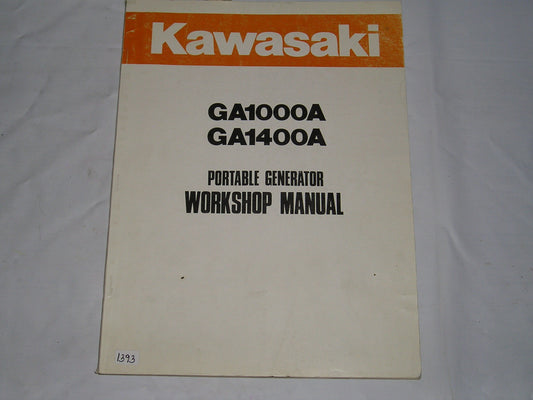 Kawasaki
GA1000A
GA1400A
PORTABLE GENERATOR
WORKSHOP MANUAL
1393